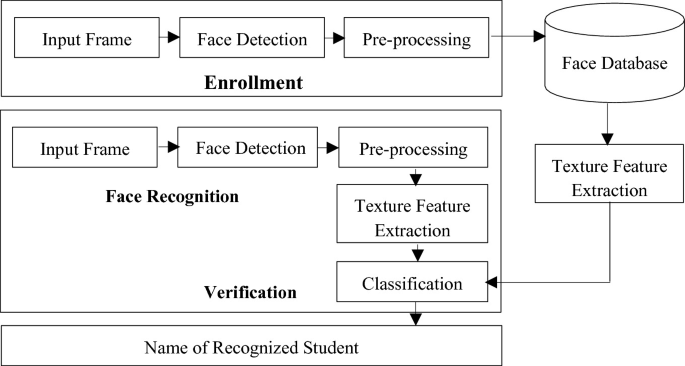 Input Frame
Face Detection
Pre-processing
Enrollment
Face Database
Input Frame
Face Detection
Pre-processing
Face Recognition
Texture Feature
Extraction
Texture Feature
Extraction
Verification
Classification
Name of Recognized Student